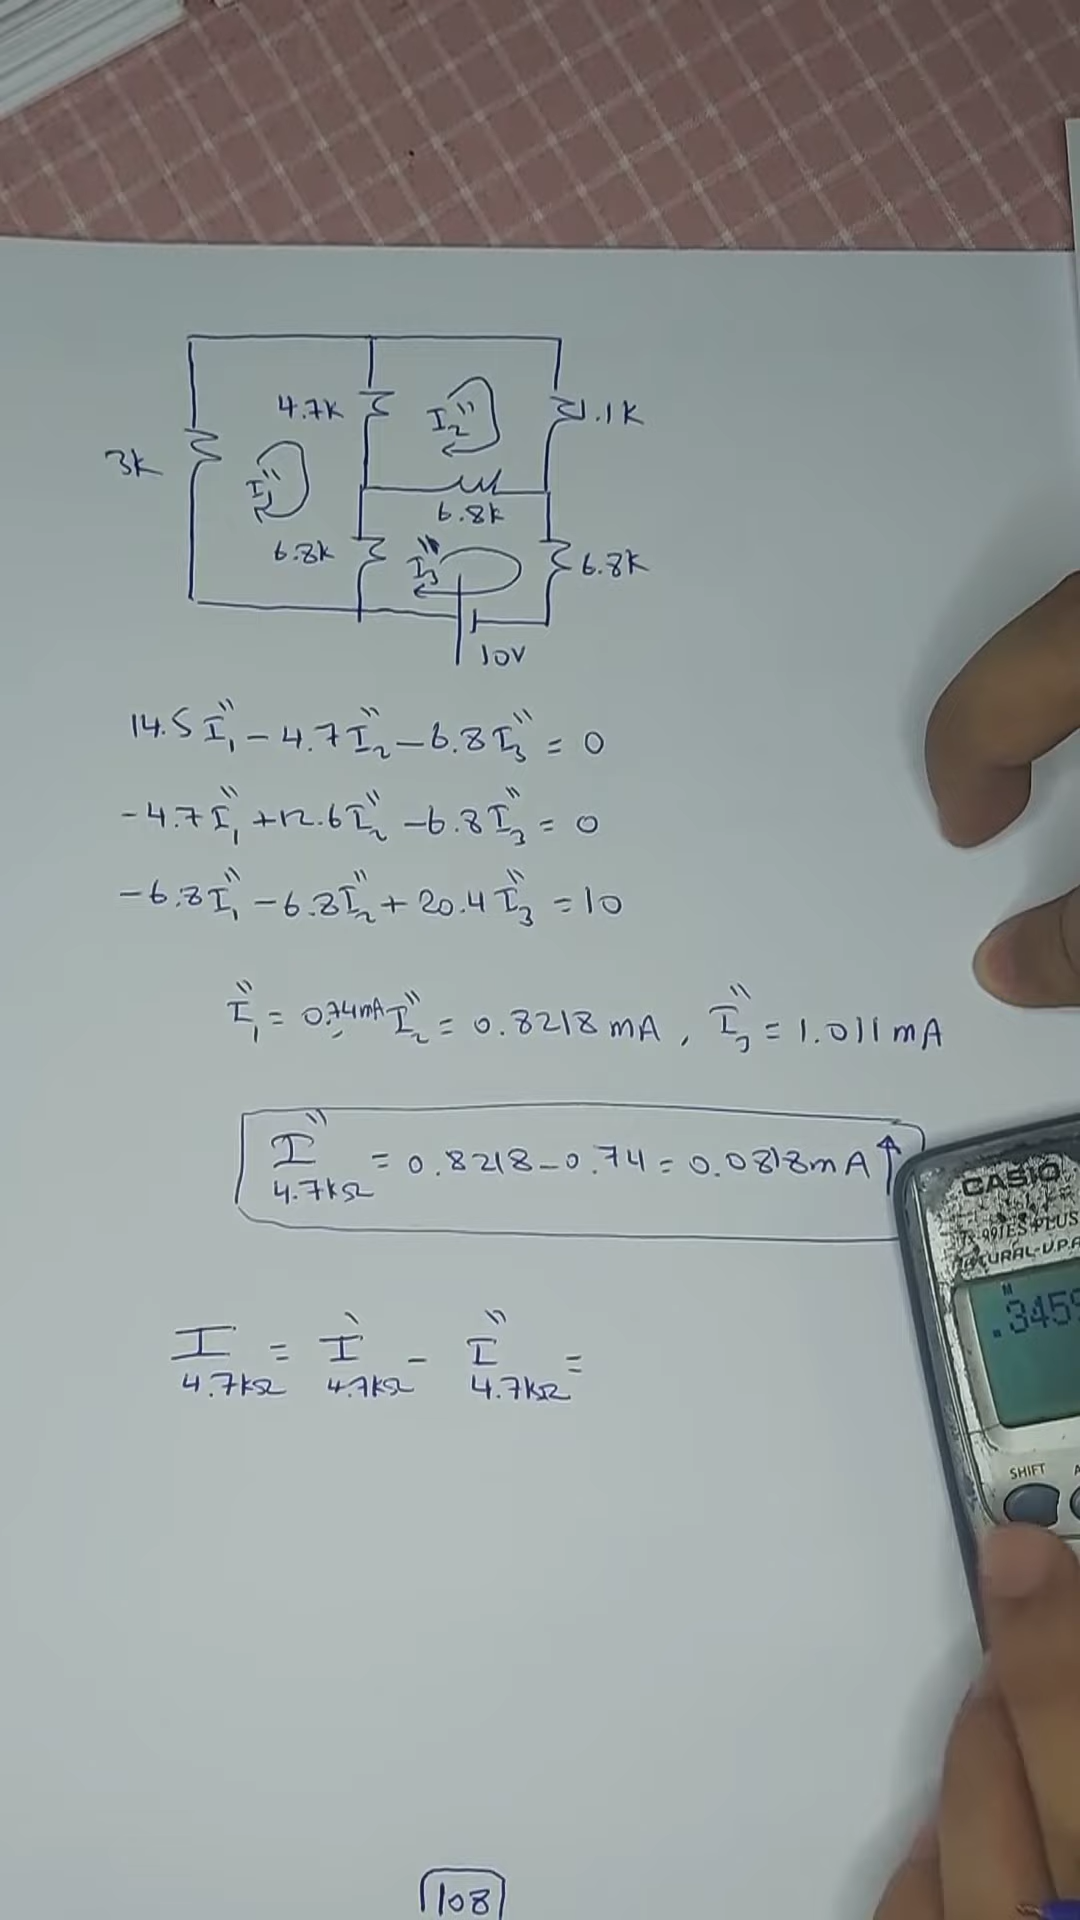 4.7K I₂" 1.1K
3K I₁"
6.8K
6.8K I₃" 6.8K
10V
14.5 I₁" - 4.7 I₂" - 6.8 I₃" = 0
-4.7 I₁" + 12.6 I₂" - 6.8 I₃" = 0
-6.8 I₁" - 6.8 I₂" + 20.4 I₃" = 10
I₁" = 0.74mA I₂" = 0.8218 mA , I₃" = 1.011 mA
I" 4.7kΩ = 0.8218 - 0.74 = 0.0818mA ↑
I 4.7kΩ = I' 4.7kΩ - I" 4.7kΩ =
CASIO
fx-991ES PLUS
NATURAL-V.P.A
M
.3459
SHIFT
108